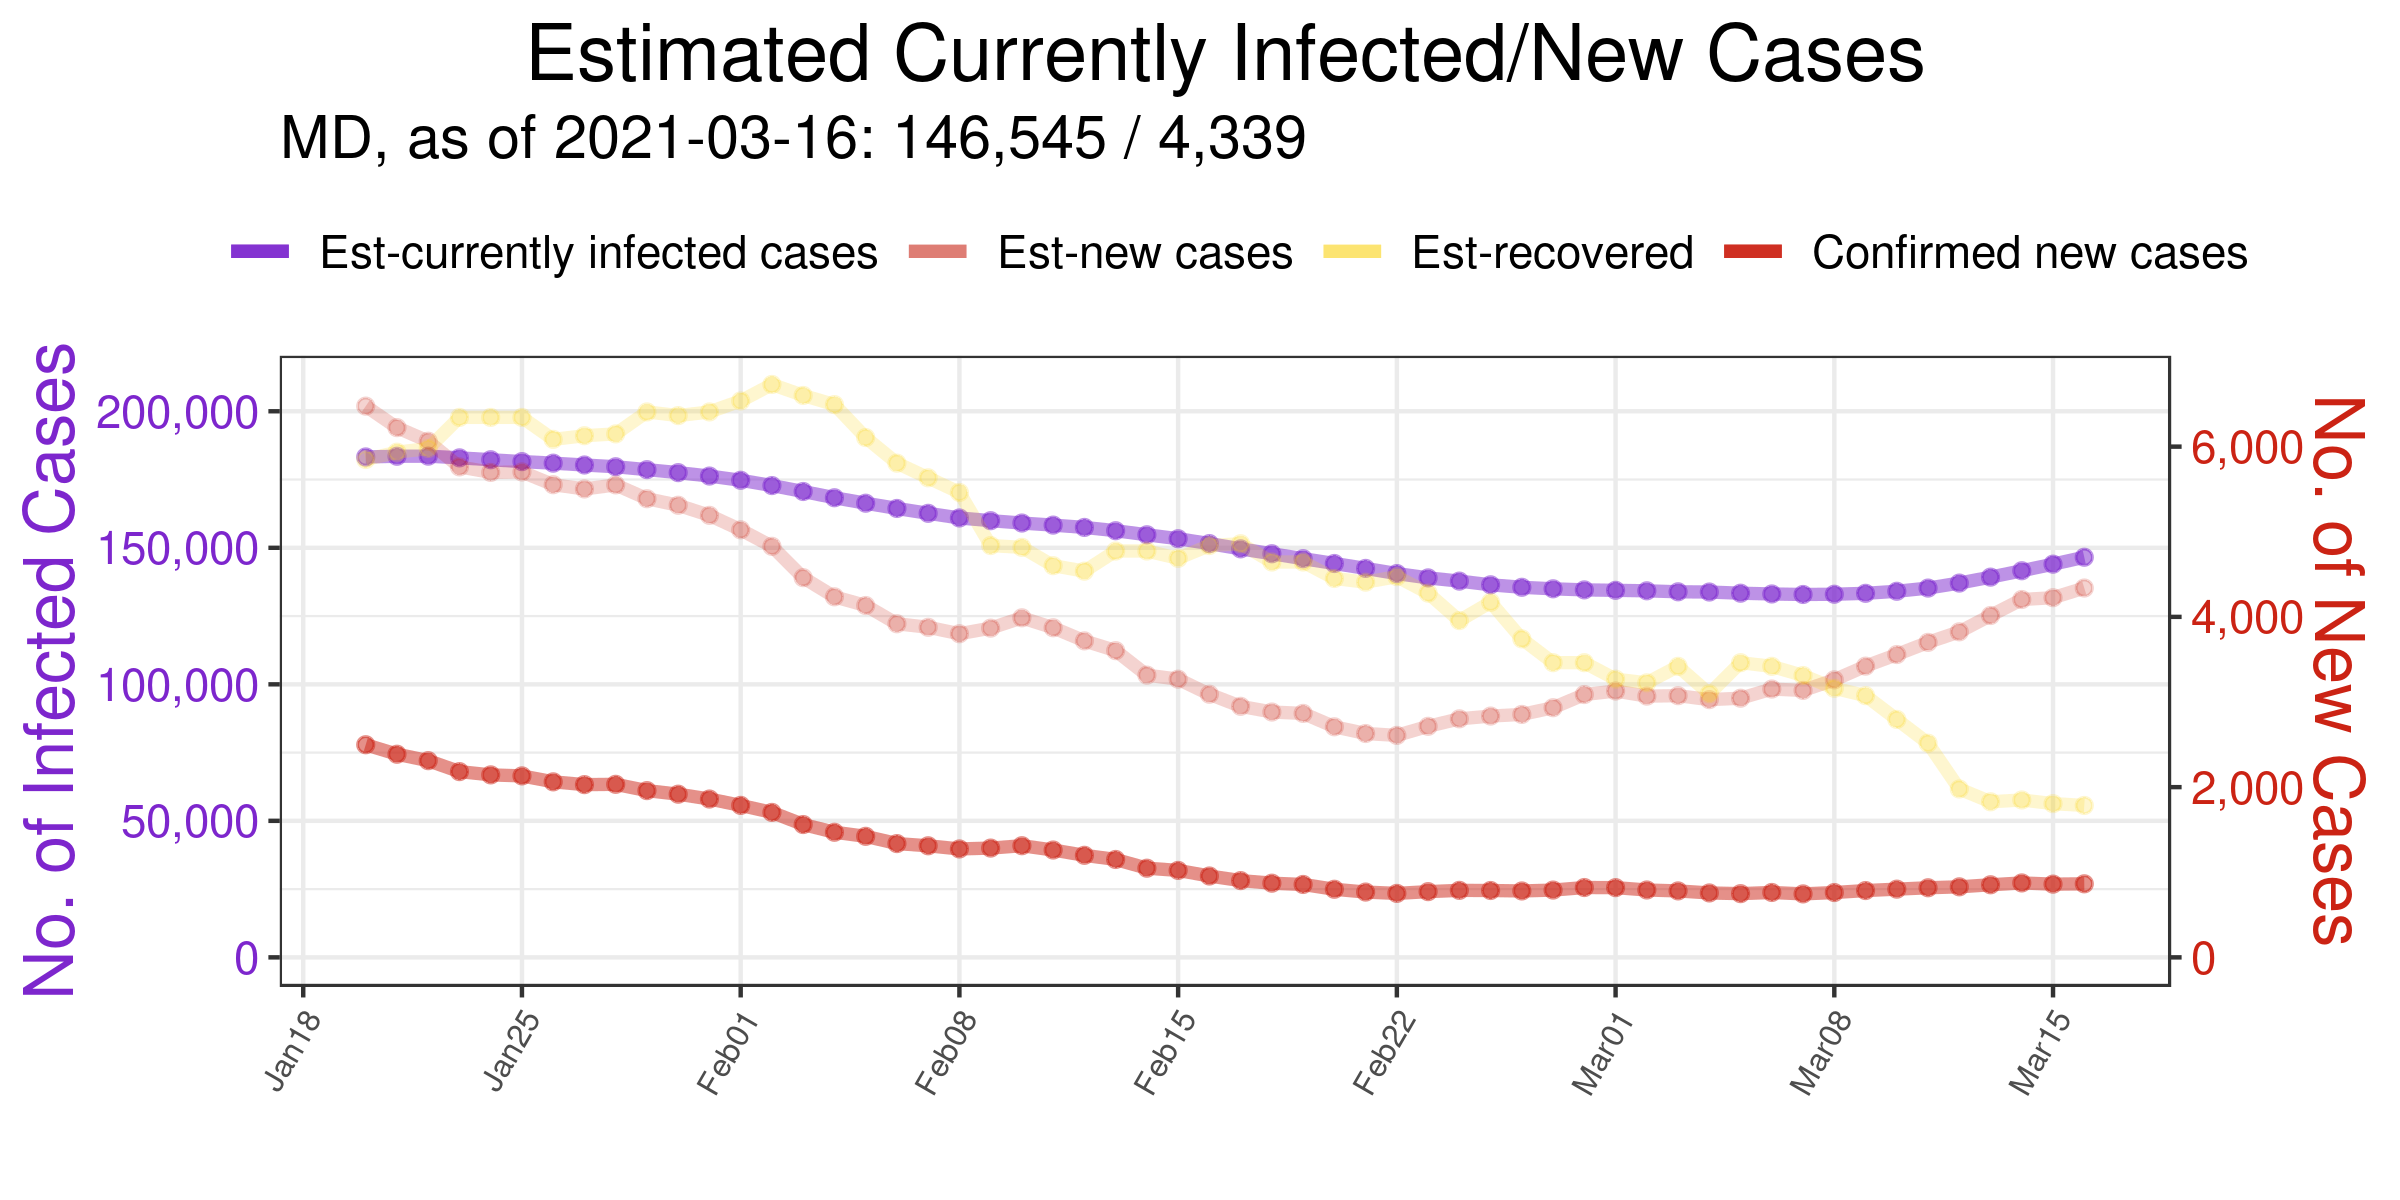 Estimated Currently Infected/New Cases
MD, as of 2021-03-16: 146,545 / 4,339
Est-currently infected cases Est-new cases Est-recovered Confirmed new cases
No. of Infected Cases
200,000
150,000
100,000
50,000
0
6,000
4,000
2,000
0
No. of New Cases
Jan18 Jan25 Feb01 Feb08 Feb15 Feb22 Mar01 Mar08 Mar15